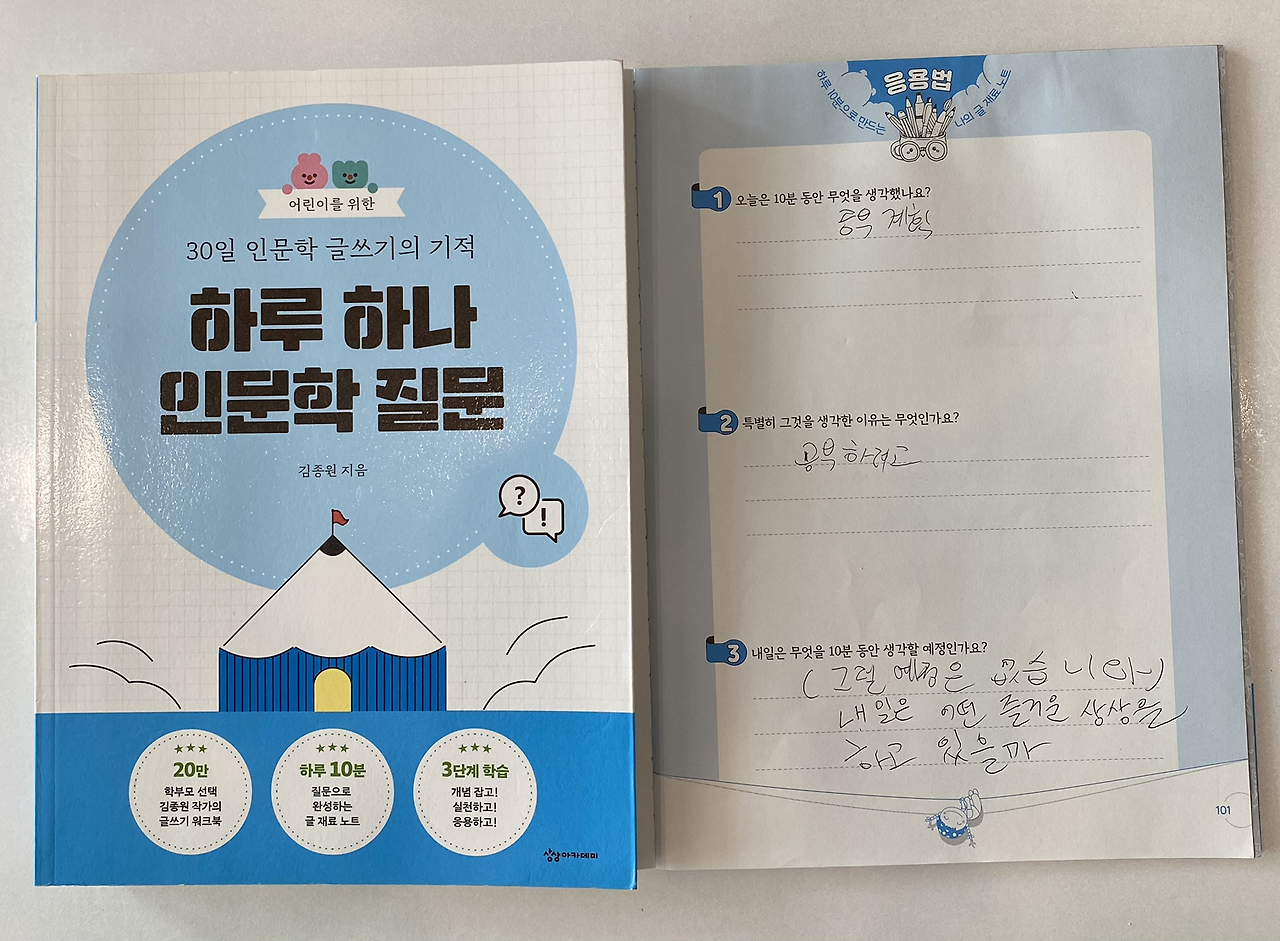 어린이를 위한
30일 인문학 글쓰기의 기적
하루 하나
인문학 질문
김종원 지음
?
!
★★★
20만
학부모 선택
김종원 작가의
글쓰기 워크북
★★★
하루 10분
질문으로
완성하는
글 재료 노트
★★★
3단계 학습
개념 잡고!
실천하고!
응용하고!
상상아카데미
하루 10분으로 만드는
응용법
나의 글 재료 노트
1 오늘은 10분 동안 무엇을 생각했나요?
공부 계획
2 특별히 그것을 생각한 이유는 무엇인가요?
공부하려고
3 내일은 무엇을 10분 동안 생각할 예정인가요?
(그럴 예정은 없습니다)
내일은 어떤 즐거운 상상을
하고 있을까
101